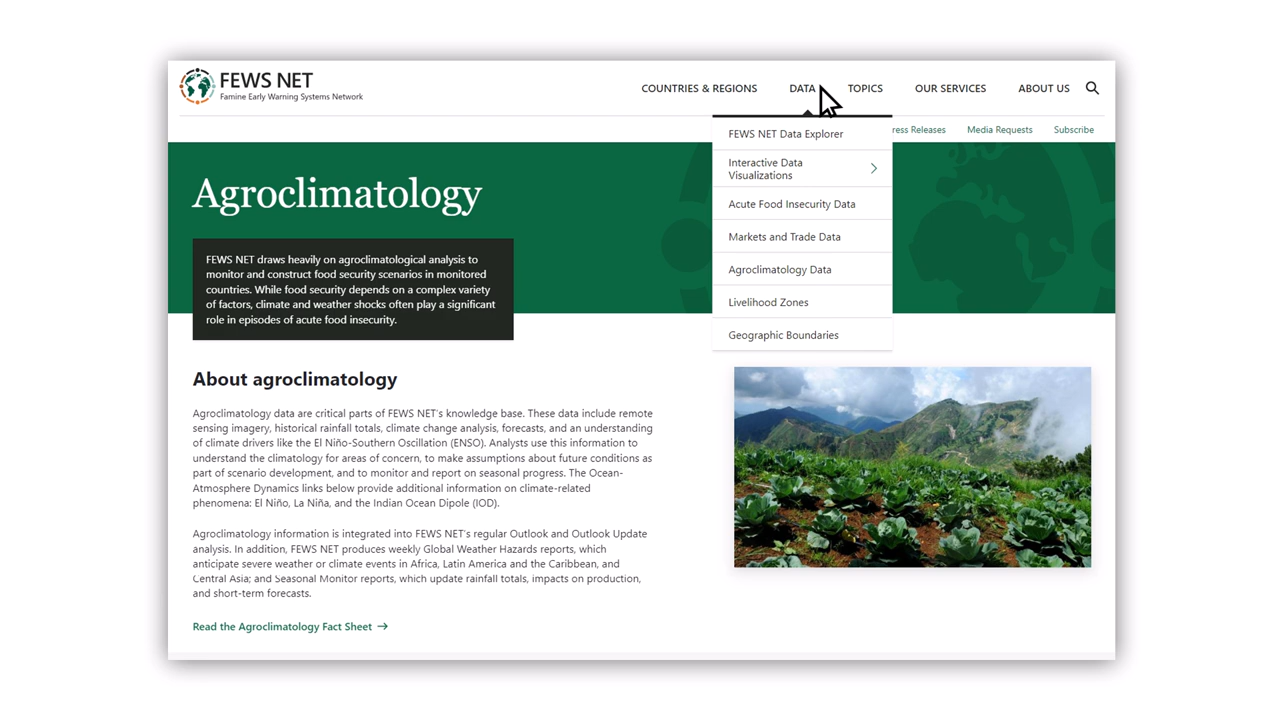 FEWS NET
Famine Early Warning Systems Network
COUNTRIES & REGIONS
DATA
TOPICS
OUR SERVICES
ABOUT US
Releases
Media Requests
Subscribe
FEWS NET Data Explorer
Interactive Data
Visualizations
Acute Food Insecurity Data
Markets and Trade Data
Agroclimatology Data
Livelihood Zones
Geographic Boundaries
Agroclimatology
FEWS NET draws heavily on agroclimatological analysis to
monitor and construct food security scenarios in monitored
countries. While food security depends on a complex variety
of factors, climate and weather shocks often play a significant
role in episodes of acute food insecurity.
About agroclimatology
Agroclimatology data are critical parts of FEWS NET's knowledge base. These data include remote
sensing imagery, historical rainfall totals, climate change analysis, forecasts, and an understanding
of climate drivers like the El Niño-Southern Oscillation (ENSO). Analysts use this information to
understand the climatology for areas of concern, to make assumptions about future conditions as
part of scenario development, and to monitor and report on seasonal progress. The Ocean-
Atmosphere Dynamics links below provide additional information on climate-related
phenomena: El Niño, La Niña, and the Indian Ocean Dipole (IOD).
Agroclimatology information is integrated into FEWS NET's regular Outlook and Outlook Update
analysis. In addition, FEWS NET produces weekly Global Weather Hazards reports, which
anticipate severe weather or climate events in Africa, Latin America and the Caribbean, and
Central Asia; and Seasonal Monitor reports, which update rainfall totals, impacts on production,
and short-term forecasts.
Read the Agroclimatology Fact Sheet →